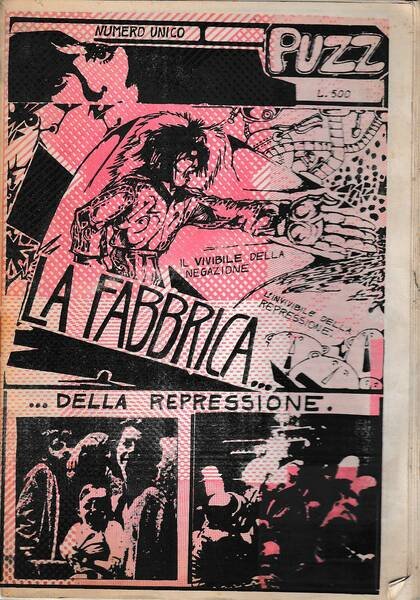 NUMERO UNICO
PUZZ
L. 500
IL VIVIBILE DELLA
NEGAZIONE
L'INVIVIBILE DELLA
REPRESSIONE!
LA FABBRICA...
...DELLA REPRESSIONE.